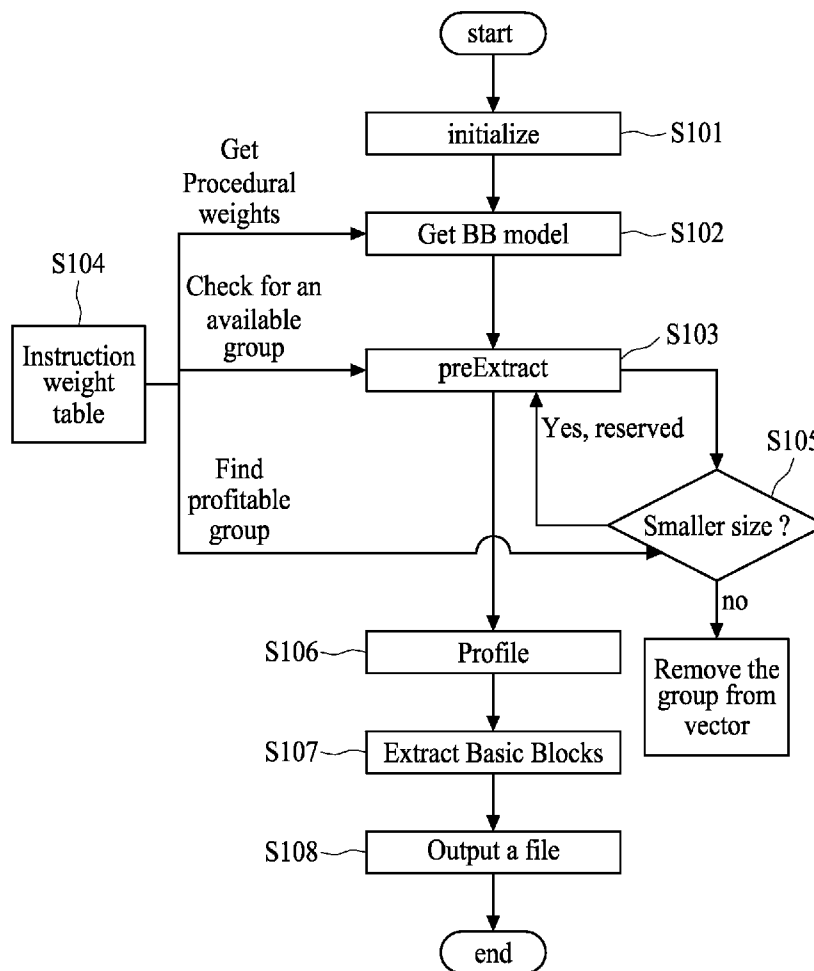 start
initialize
S101
Get
Procedural
weights
Get BB model
S102
S104
Check for an
available
group
Instruction
weight
table
preExtract
S103
Yes, reserved
S105
Find
profitable
group
Smaller size ?
no
S106
Profile
Remove the
group from
vector
S107
Extract Basic Blocks
S108
Output a file
end